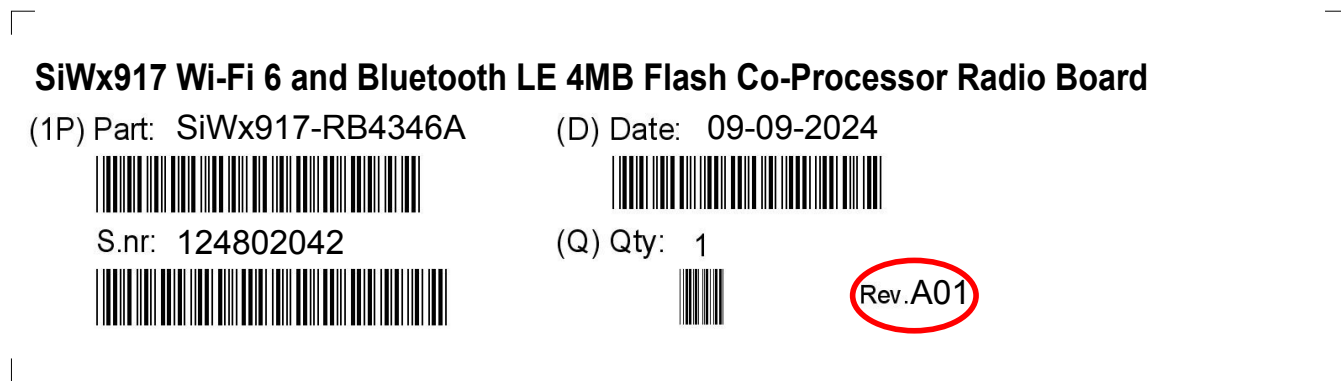 SiWx917 Wi-Fi 6 and Bluetooth LE 4MB Flash Co-Processor Radio Board
(1P) Part: SiWx917-RB4346A (D) Date: 09-09-2024
S.nr: 124802042 (Q) Qty: 1
Rev.A01